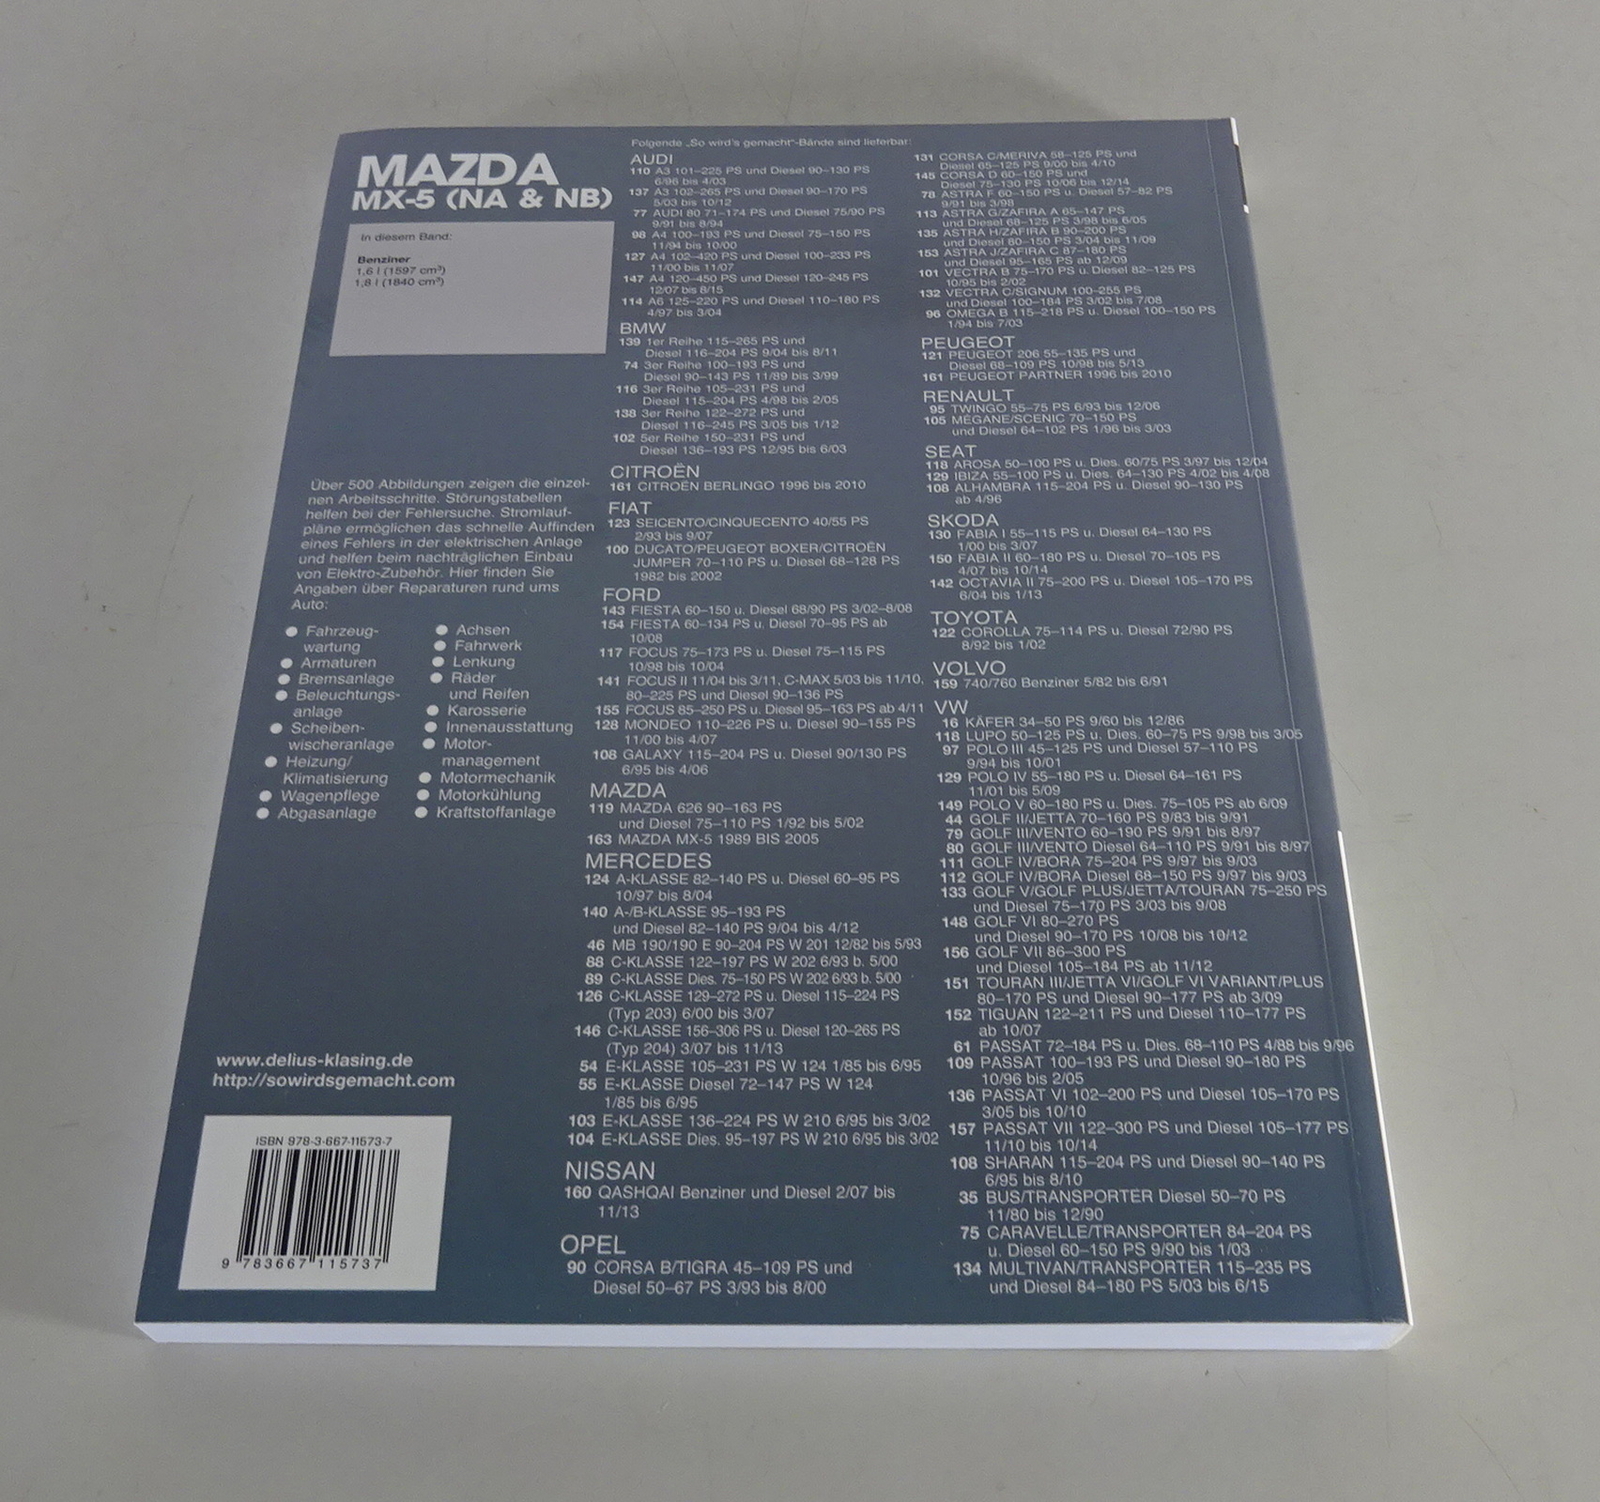 MAZDA
MX-5 (NA & NB)
In diesem Band:
Benziner
1,6 l (1597 cm³)
1,8 l (1840 cm³)
Über 500 Abbildungen zeigen die einzel-
nen Arbeitsschritte. Störungstabellen
helfen bei der Fehlersuche. Stromlauf-
pläne ermöglichen das schnelle Auffinden
eines Fehlers in der elektrischen Anlage
und helfen beim nachträglichen Einbau
von Elektro-Zubehör. Hier finden Sie
Angaben über Reparaturen rund ums
Auto:
● Fahrzeug-
wartung
● Armaturen
● Bremsanlage
● Beleuchtungs-
anlage
● Scheiben-
wischeranlage
● Heizung/
Klimatisierung
● Wagenpflege
● Abgasanlage
● Achsen
● Fahrwerk
● Lenkung
● Räder
und Reifen
● Karosserie
● Innenausstattung
● Motor-
management
● Motormechanik
● Motorkühlung
● Kraftstoffanlage
www.delius-klasing.de
http://sowirdsgemacht.com
ISBN 978-3-667-11573-7
9 783667 115737
Folgende „So wird's gemacht“-Bände sind lieferbar:
AUDI
110 A3 101–225 PS und Diesel 90–130 PS
6/96 bis 4/03
137 A3 102–265 PS und Diesel 90–170 PS
5/03 bis 10/12
77 AUDI 80 71–174 PS und Diesel 75/90 PS
9/91 bis 8/94
98 A4 100–193 PS und Diesel 75–150 PS
11/94 bis 10/00
127 A4 102–420 PS und Diesel 100–233 PS
11/00 bis 11/07
147 A4 120–450 PS und Diesel 120–245 PS
12/07 bis 8/15
114 A6 125–220 PS und Diesel 110–180 PS
4/97 bis 3/04
BMW
139 1er Reihe 115–265 PS und
Diesel 116–204 PS 9/04 bis 8/11
74 3er Reihe 100–193 PS und
Diesel 90–143 PS 11/89 bis 3/99
116 3er Reihe 105–231 PS und
Diesel 115–204 PS 4/98 bis 2/05
138 3er Reihe 122–272 PS und
Diesel 116–245 PS 3/05 bis 1/12
102 5er Reihe 150–231 PS und
Diesel 136–193 PS 12/95 bis 6/03
CITROËN
161 CITROËN BERLINGO 1996 bis 2010
FIAT
123 SEICENTO/CINQUECENTO 40/55 PS
2/93 bis 9/07
100 DUCATO/PEUGEOT BOXER/CITROËN
JUMPER 70–110 PS u. Diesel 68–128 PS
1982 bis 2002
FORD
143 FIESTA 60–150 u. Diesel 68/90 PS 3/02–8/08
154 FIESTA 60–134 PS u. Diesel 70–95 PS ab
10/08
117 FOCUS 75–173 PS u. Diesel 75–115 PS
10/98 bis 10/04
141 FOCUS II 11/04 bis 3/11, C-MAX 5/03 bis 11/10,
80–225 PS und Diesel 90–136 PS
155 FOCUS 85–250 PS u. Diesel 95–163 PS ab 4/11
128 MONDEO 110–226 PS u. Diesel 90–155 PS
11/00 bis 4/07
108 GALAXY 115–204 PS u. Diesel 90/130 PS
6/95 bis 4/06
MAZDA
119 MAZDA 626 90–163 PS
und Diesel 75–110 PS 1/92 bis 5/02
163 MAZDA MX-5 1989 BIS 2005
MERCEDES
124 A-KLASSE 82–140 PS u. Diesel 60–95 PS
10/97 bis 8/04
140 A-/B-KLASSE 95–193 PS
und Diesel 82–140 PS 9/04 bis 4/12
46 MB 190/190 E 90–204 PS W 201 12/82 bis 5/93
88 C-KLASSE 122–197 PS W 202 6/93 b. 5/00
89 C-KLASSE Dies. 75–150 PS W 202 6/93 b. 5/00
126 C-KLASSE 129–272 PS u. Diesel 115–224 PS
(Typ 203) 6/00 bis 3/07
146 C-KLASSE 156–306 PS u. Diesel 120–265 PS
(Typ 204) 3/07 bis 11/13
54 E-KLASSE 105–231 PS W 124 1/85 bis 6/95
55 E-KLASSE Diesel 72–147 PS W 124
1/85 bis 6/95
103 E-KLASSE 136–224 PS W 210 6/95 bis 3/02
104 E-KLASSE Dies. 95–197 PS W 210 6/95 bis 3/02
NISSAN
160 QASHQAI Benziner und Diesel 2/07 bis
11/13
OPEL
90 CORSA B/TIGRA 45–109 PS und
Diesel 50–67 PS 3/93 bis 8/00
131 CORSA C/MERIVA 58–125 PS und
Diesel 65–125 PS 9/00 bis 4/10
145 CORSA D 60–150 PS und
Diesel 75–130 PS 10/06 bis 12/14
78 ASTRA F 60–150 PS u. Diesel 57–82 PS
9/91 bis 3/98
113 ASTRA G/ZAFIRA A 65–147 PS
und Diesel 68–125 PS 3/98 bis 6/05
135 ASTRA H/ZAFIRA B 90–200 PS
und Diesel 80–150 PS 3/04 bis 11/09
153 ASTRA J/ZAFIRA C 87–180 PS
und Diesel 95–165 PS ab 12/09
101 VECTRA B 75–170 PS u. Diesel 82–125 PS
10/95 bis 2/02
132 VECTRA C/SIGNUM 100–255 PS
und Diesel 100–184 PS 3/02 bis 7/08
96 OMEGA B 115–218 PS u. Diesel 100–150 PS
1/94 bis 7/03
PEUGEOT
121 PEUGEOT 206 55–135 PS und
Diesel 68–109 PS 10/98 bis 5/13
161 PEUGEOT PARTNER 1996 bis 2010
RENAULT
95 TWINGO 55–75 PS 6/93 bis 12/06
105 MÉGANE/SCENIC 70–150 PS
und Diesel 64–102 PS 1/96 bis 3/03
SEAT
118 AROSA 50–100 PS u. Dies. 60/75 PS 3/97 bis 12/04
129 IBIZA 55–100 PS u. Dies. 64–130 PS 4/02 bis 4/08
108 ALHAMBRA 115–204 PS u. Diesel 90–130 PS
ab 4/96
SKODA
130 FABIA I 55–115 PS u. Diesel 64–130 PS
1/00 bis 3/07
150 FABIA II 60–180 PS u. Diesel 70–105 PS
4/07 bis 10/14
142 OCTAVIA II 75–200 PS u. Diesel 105–170 PS
6/04 bis 1/13
TOYOTA
122 COROLLA 75–114 PS u. Diesel 72/90 PS
8/92 bis 1/02
VOLVO
159 740/760 Benziner 5/82 bis 6/91
VW
16 KÄFER 34–50 PS 9/60 bis 12/86
118 LUPO 50–125 PS u. Dies. 60–75 PS 9/98 bis 3/05
97 POLO III 45–125 PS und Diesel 57–110 PS
9/94 bis 10/01
129 POLO IV 55–180 PS u. Diesel 64–161 PS
11/01 bis 5/09
149 POLO V 60–180 PS u. Dies. 75–105 PS ab 6/09
44 GOLF II/JETTA 70–160 PS 9/83 bis 9/91
79 GOLF III/VENTO 60–190 PS 9/91 bis 8/97
80 GOLF III/VENTO Diesel 64–110 PS 9/91 bis 8/97
111 GOLF IV/BORA 75–204 PS 9/97 bis 9/03
112 GOLF IV/BORA Diesel 68–150 PS 9/97 bis 9/03
133 GOLF V/GOLF PLUS/JETTA/TOURAN 75–250 PS
und Diesel 75–170 PS 3/03 bis 9/08
148 GOLF VI 80–270 PS
und Diesel 90–170 PS 10/08 bis 10/12
156 GOLF VII 86–300 PS
und Diesel 105–184 PS ab 11/12
151 TOURAN III/JETTA VI/GOLF VI VARIANT/PLUS
80–170 PS und Diesel 90–177 PS ab 3/09
152 TIGUAN 122–211 PS und Diesel 110–177 PS
ab 10/07
61 PASSAT 72–184 PS u. Dies. 68–110 PS 4/88 bis 9/96
109 PASSAT 100–193 PS und Diesel 90–180 PS
10/96 bis 2/05
136 PASSAT VI 102–200 PS und Diesel 105–170 PS
3/05 bis 10/10
157 PASSAT VII 122–300 PS und Diesel 105–177 PS
11/10 bis 10/14
108 SHARAN 115–204 PS und Diesel 90–140 PS
6/95 bis 8/10
35 BUS/TRANSPORTER Diesel 50–70 PS
11/80 bis 12/90
75 CARAVELLE/TRANSPORTER 84–204 PS
u. Diesel 60–150 PS 9/90 bis 1/03
134 MULTIVAN/TRANSPORTER 115–235 PS
und Diesel 84–180 PS 5/03 bis 6/15